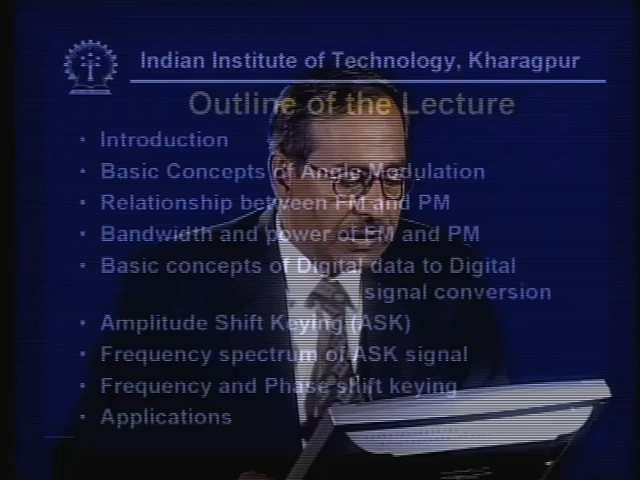 Indian Institute of Technology, Kharagpur
Outline of the Lecture
• Introduction
• Basic Concepts of Angle Modulation
• Relationship between FM and PM
• Bandwidth and power of FM and PM
• Basic concepts of Digital data to Digital
signal conversion
• Amplitude Shift Keying (ASK)
• Frequency spectrum of ASK signal
• Frequency and Phase shift keying
• Applications